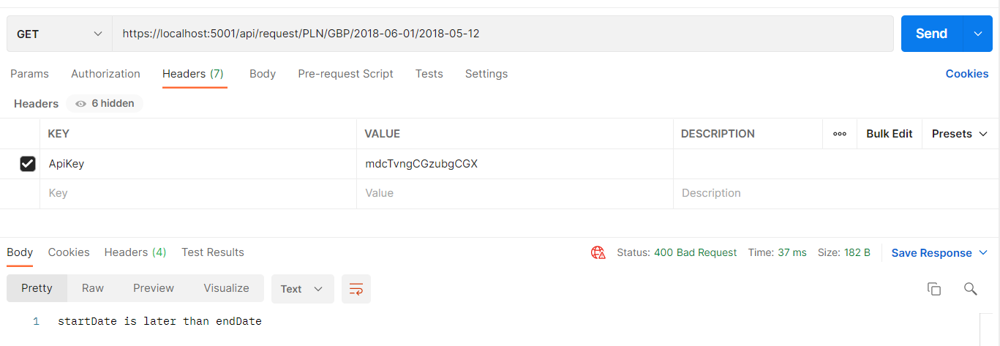 GET https://localhost:5001/api/request/PLN/GBP/2018-06-01/2018-05-12 Send
Params Authorization Headers (7) Body Pre-request Script Tests Settings Cookies
Headers 6 hidden
KEY VALUE DESCRIPTION ooo Bulk Edit Presets
ApiKey mdcTvngCGzubgCGX
Key Value Description
Body Cookies Headers (4) Test Results Status: 400 Bad Request Time: 37 ms Size: 182 B Save Response
Pretty Raw Preview Visualize Text
1 startDate is later than endDate